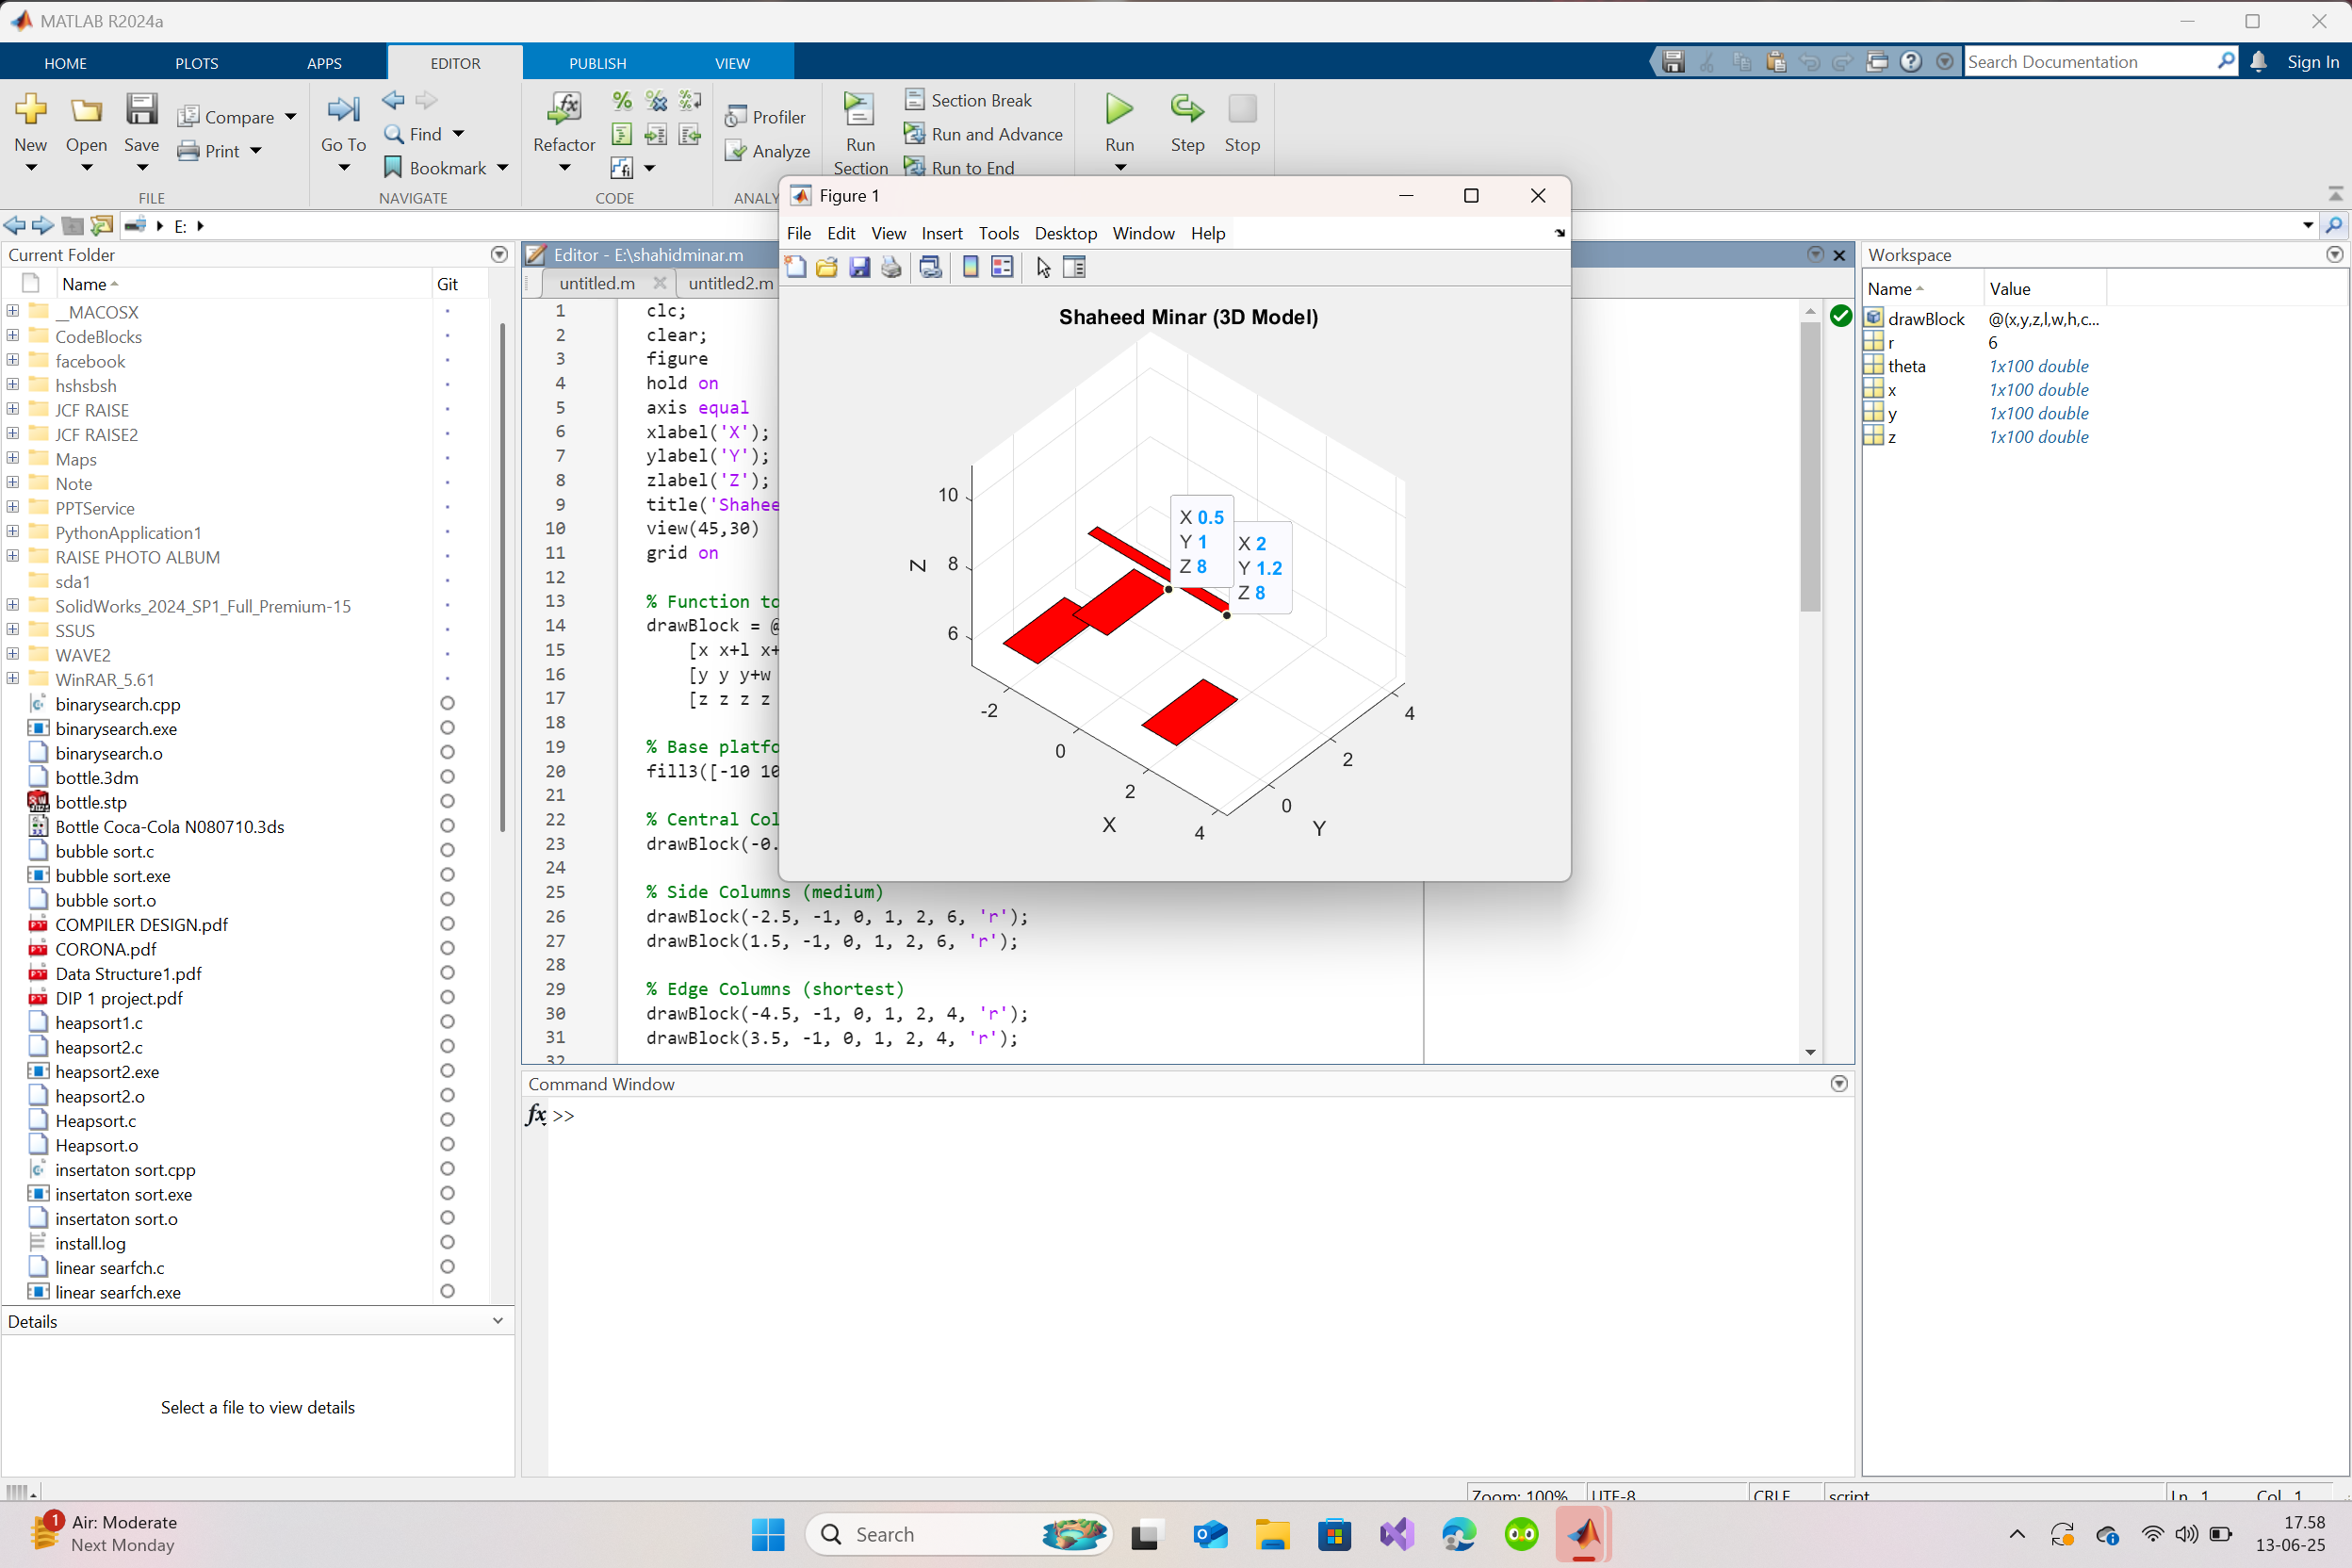 MATLAB R2024a
HOME PLOTS APPS EDITOR PUBLISH VIEW
Search Documentation Sign In
New Open Save Compare Print
FILE
Go To Find Bookmark
NAVIGATE
Refactor
CODE
Profiler
Analyze
ANALY
Run Section
Section Break
Run and Advance
Run to End
Run Step Stop
E:
Current Folder
Name Git
__MACOSX
CodeBlocks
facebook
hshsbsh
JCF RAISE
JCF RAISE2
Maps
Note
PPTService
PythonApplication1
RAISE PHOTO ALBUM
sda1
SolidWorks_2024_SP1_Full_Premium-15
SSUS
WAVE2
WinRAR_5.61
binarysearch.cpp
binarysearch.exe
binarysearch.o
bottle.3dm
bottle.stp
Bottle Coca-Cola N080710.3ds
bubble sort.c
bubble sort.exe
bubble sort.o
COMPILER DESIGN.pdf
CORONA.pdf
Data Structure1.pdf
DIP 1 project.pdf
heapsort1.c
heapsort2.c
heapsort2.exe
heapsort2.o
Heapsort.c
Heapsort.o
insertaton sort.cpp
insertaton sort.exe
insertaton sort.o
install.log
linear searfch.c
linear searfch.exe
Details
Select a file to view details
Editor - E:\shahidminar.m
untitled.m untitled2.m
1 clc;
2 clear;
3 figure
4 hold on
5 axis equal
6 xlabel('X');
7 ylabel('Y');
8 zlabel('Z');
9 title('Shahee
10 view(45,30)
11 grid on
12
13 % Function to
14 drawBlock = @
15 [x x+l x+
16 [y y y+w
17 [z z z z
18
19 % Base platfo
20 fill3([-10 10
21
22 % Central Col
23 drawBlock(-0.
24
25 % Side Columns (medium)
26 drawBlock(-2.5, -1, 0, 1, 2, 6, 'r');
27 drawBlock(1.5, -1, 0, 1, 2, 6, 'r');
28
29 % Edge Columns (shortest)
30 drawBlock(-4.5, -1, 0, 1, 2, 4, 'r');
31 drawBlock(3.5, -1, 0, 1, 2, 4, 'r');
32
Figure 1
File Edit View Insert Tools Desktop Window Help
Shaheed Minar (3D Model)
X 0.5
Y 1
Z 8
X 2
Y 1.2
Z 8
10
8
6
Z
-2
0
2
4
X
0
2
4
Y
Command Window
fx >>
Workspace
Name Value
drawBlock @(x,y,z,l,w,h,c...
r 6
theta 1x100 double
x 1x100 double
y 1x100 double
z 1x100 double
Zoom: 100% UTF-8 CRLF script Ln 1 Col 1
1
Air: Moderate
Next Monday
Search
17.58
13-06-25